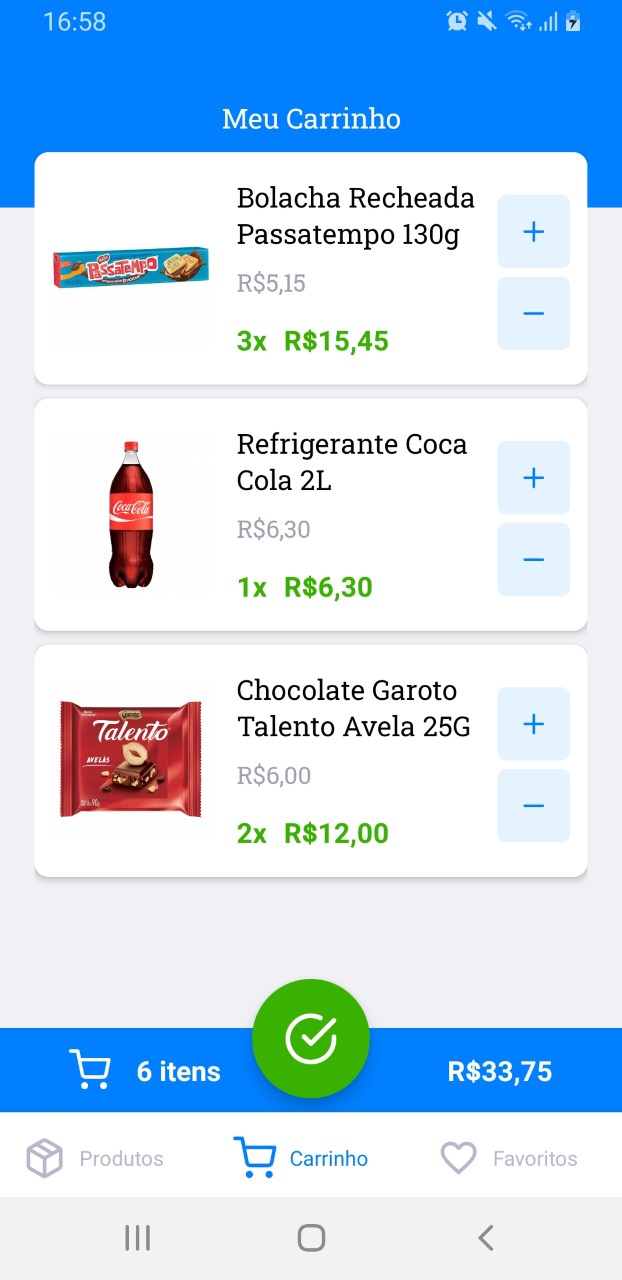 16:58
Meu Carrinho
Bolacha Recheada
Passatempo 130g
R$5,15
3x R$15,45
PASSATEMPO
Refrigerante Coca
Cola 2L
R$6,30
1x R$6,30
Coca-Cola
Chocolate Garoto
Talento Avela 25G
R$6,00
2x R$12,00
Garoto
Talento
AVELÃS
90g
6 itens
R$33,75
Produtos
Carrinho
Favoritos